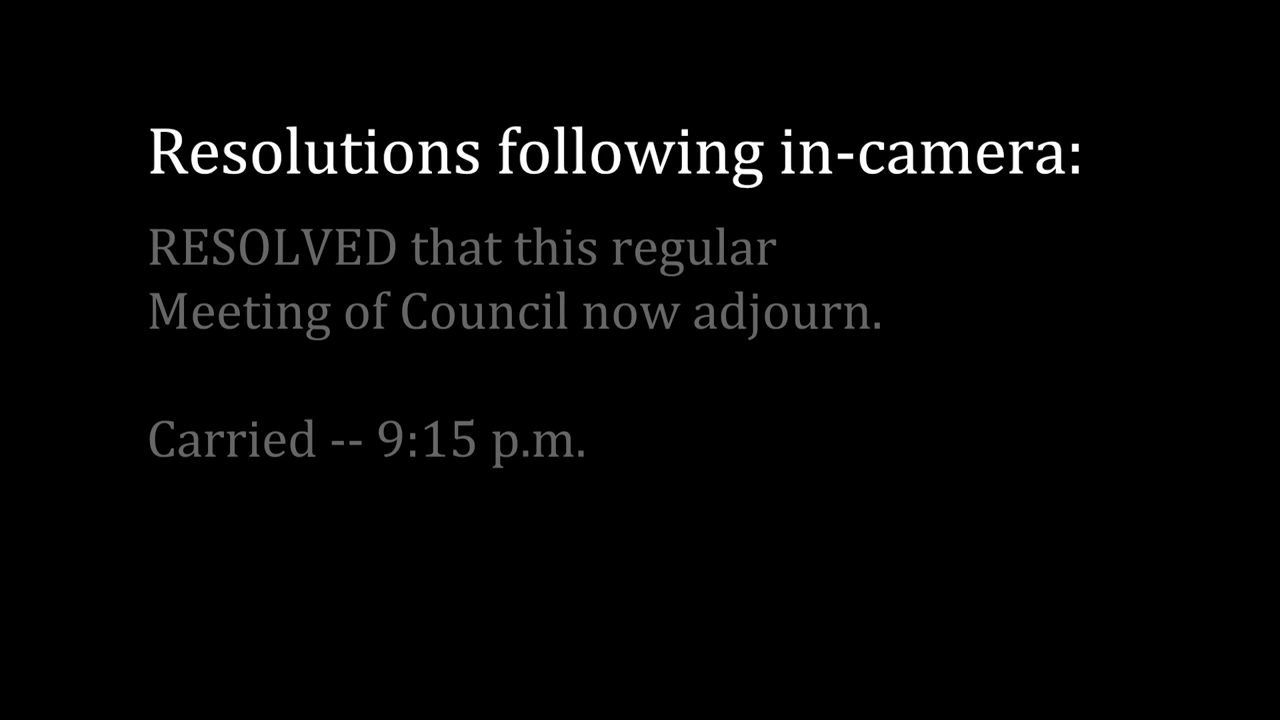 Resolutions following in-camera:
RESOLVED that this regular
Meeting of Council now adjourn.
Carried -- 9:15 p.m.